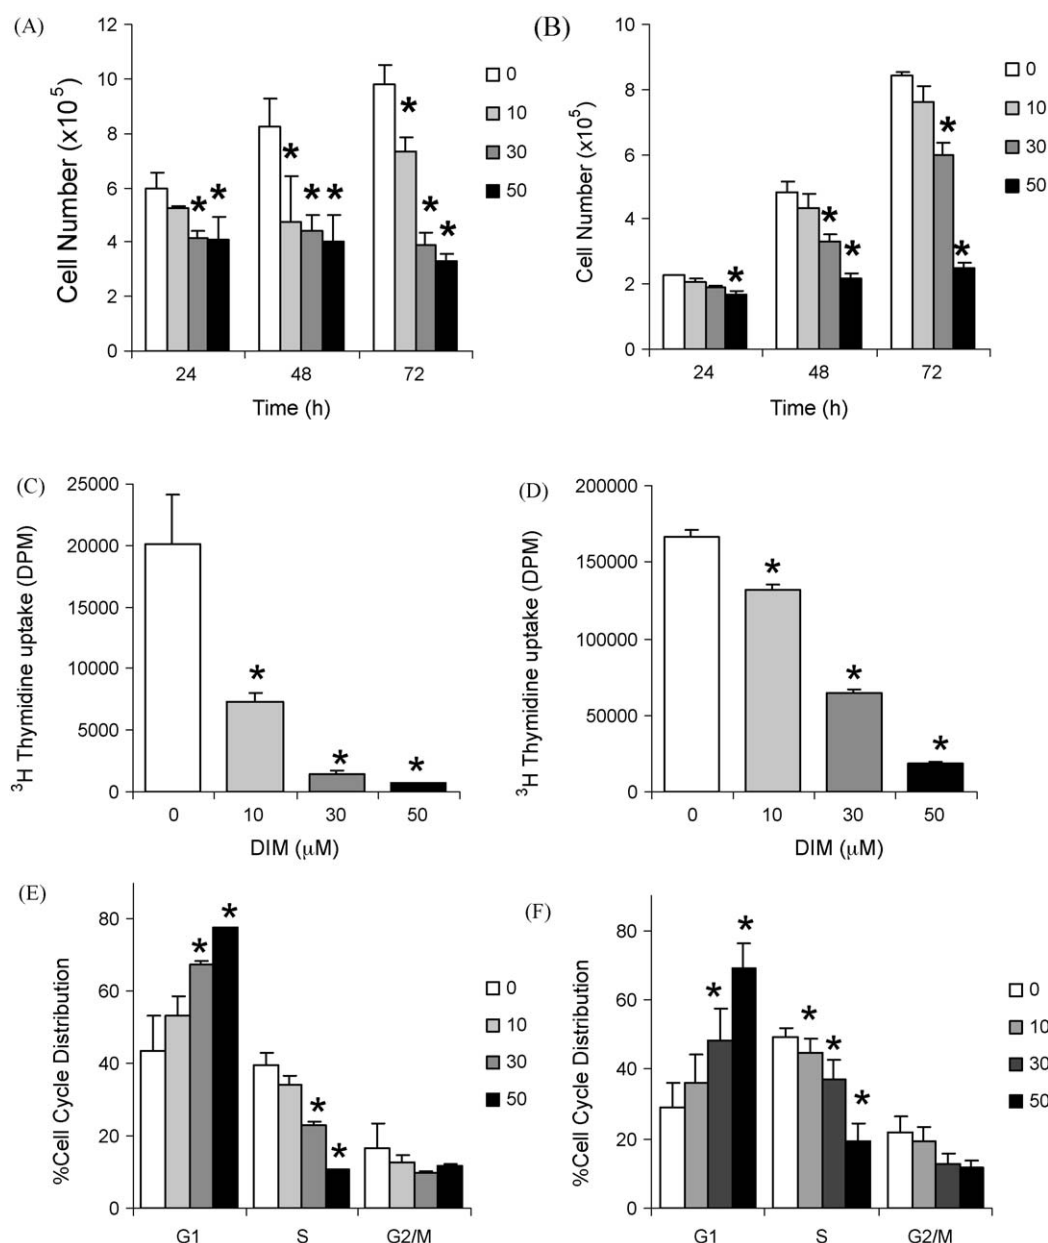 (A)
Cell Number (x10⁵)
12
10
8
6
4
2
0
* * * * * * * *
24 48 72
Time (h)
0
10
30
50
(B)
Cell Number (x10⁵)
10
8
6
4
2
0
* * * * *
24 48 72
Time (h)
0
10
30
50
(C)
³H Thymidine uptake (DPM)
25000
20000
15000
10000
5000
0
* * *
0 10 30 50
DIM (µM)
(D)
³H Thymidine uptake (DPM)
200000
150000
100000
50000
0
* * *
0 10 30 50
DIM (µM)
(E)
%Cell Cycle Distribution
80
60
40
20
0
* * * *
G1 S G2/M
0
10
30
50
(F)
%Cell Cycle Distribution
80
60
40
20
0
* * * * *
G1 S G2/M
0
10
30
50